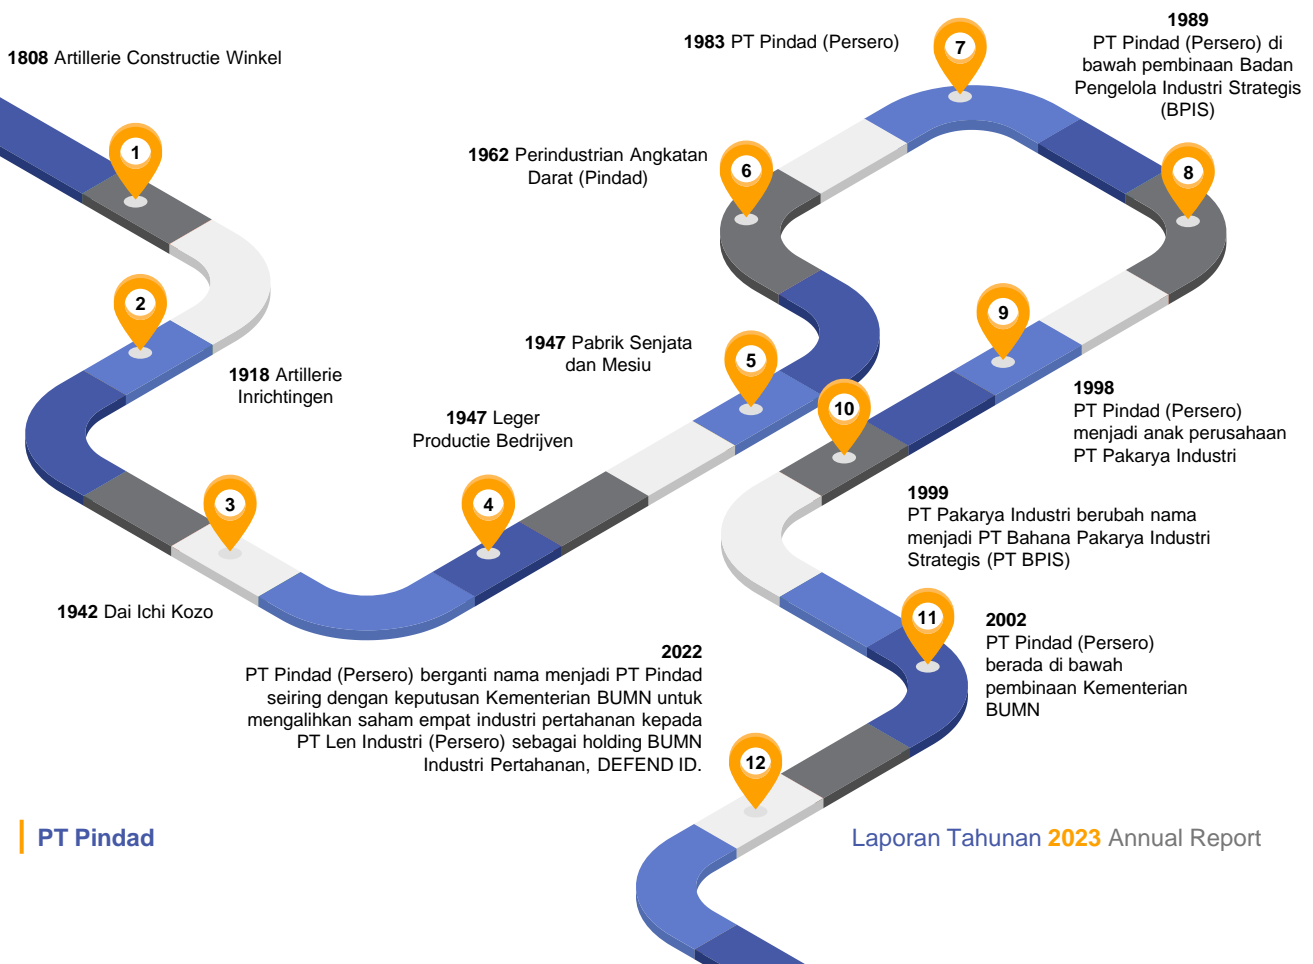 1808 Artillerie Constructie Winkel
1
2
1918 Artillerie
Inrichtingen
3
1942 Dai Ichi Kozo
4
1947 Leger
Productie Bedrijven
5
1947 Pabrik Senjata
dan Mesiu
6
1962 Perindustrian Angkatan
Darat (Pindad)
7
1983 PT Pindad (Persero)
8
1989
PT Pindad (Persero) di
bawah pembinaan Badan
Pengelola Industri Strategis
(BPIS)
9
1998
PT Pindad (Persero)
menjadi anak perusahaan
PT Pakarya Industri
10
1999
PT Pakarya Industri berubah nama
menjadi PT Bahana Pakarya Industri
Strategis (PT BPIS)
11
2002
PT Pindad (Persero)
berada di bawah
pembinaan Kementerian
BUMN
12
2022
PT Pindad (Persero) berganti nama menjadi PT Pindad
seiring dengan keputusan Kementerian BUMN untuk
mengalihkan saham empat industri pertahanan kepada
PT Len Industri (Persero) sebagai holding BUMN
Industri Pertahanan, DEFEND ID.
PT Pindad
Laporan Tahunan 2023 Annual Report